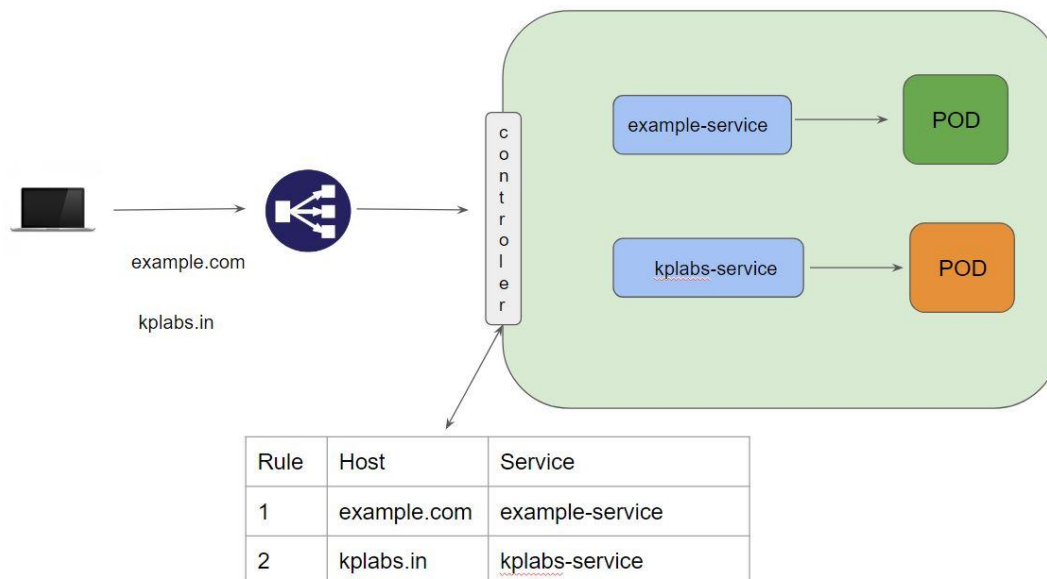 example.com
kplabs.in
controler
example-service
POD
kplabs-service
POD
Rule Host Service
1 example.com example-service
2 kplabs.in kplabs-service